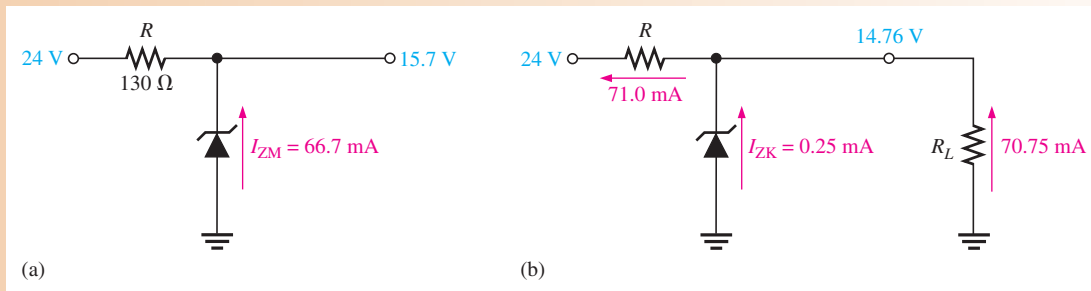 R
24 V
130 Ω
15.7 V
I_ZM = 66.7 mA
(a)
14.76 V
R
24 V
71.0 mA
I_ZK = 0.25 mA
R_L
70.75 mA
(b)